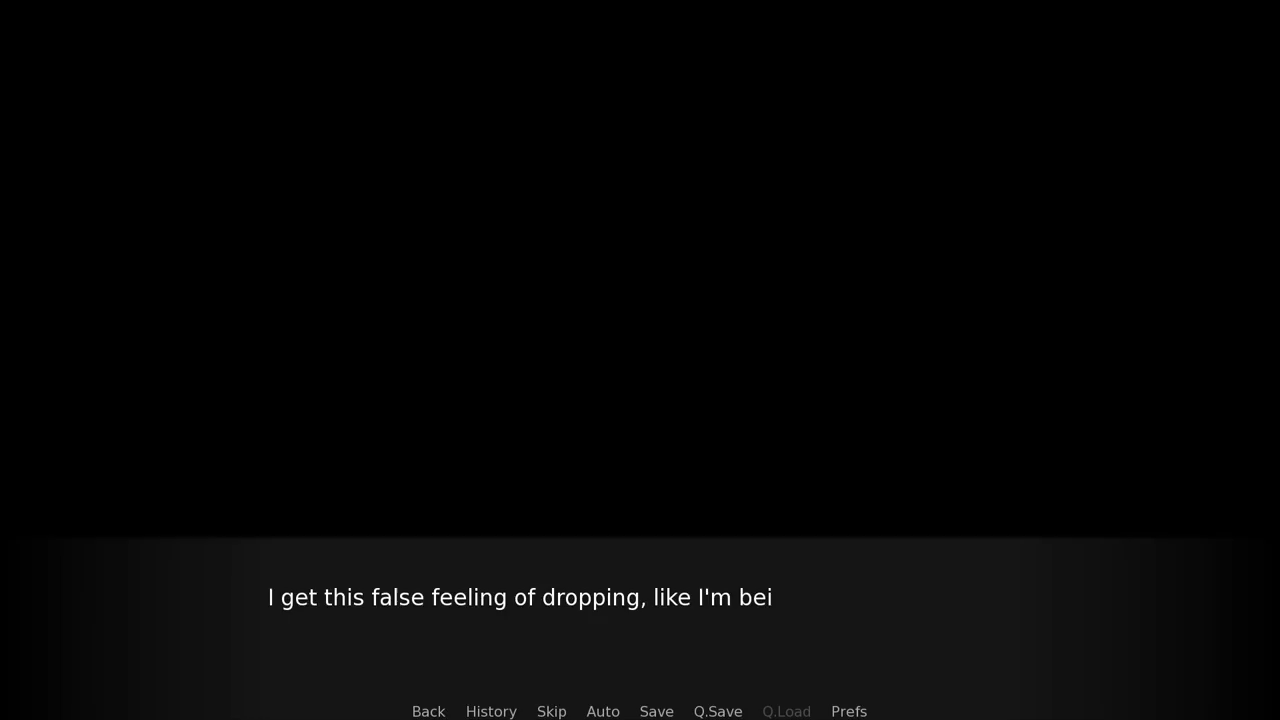 I get this false feeling of dropping, like I'm bei
Back History Skip Auto Save Q.Save Q.Load Prefs